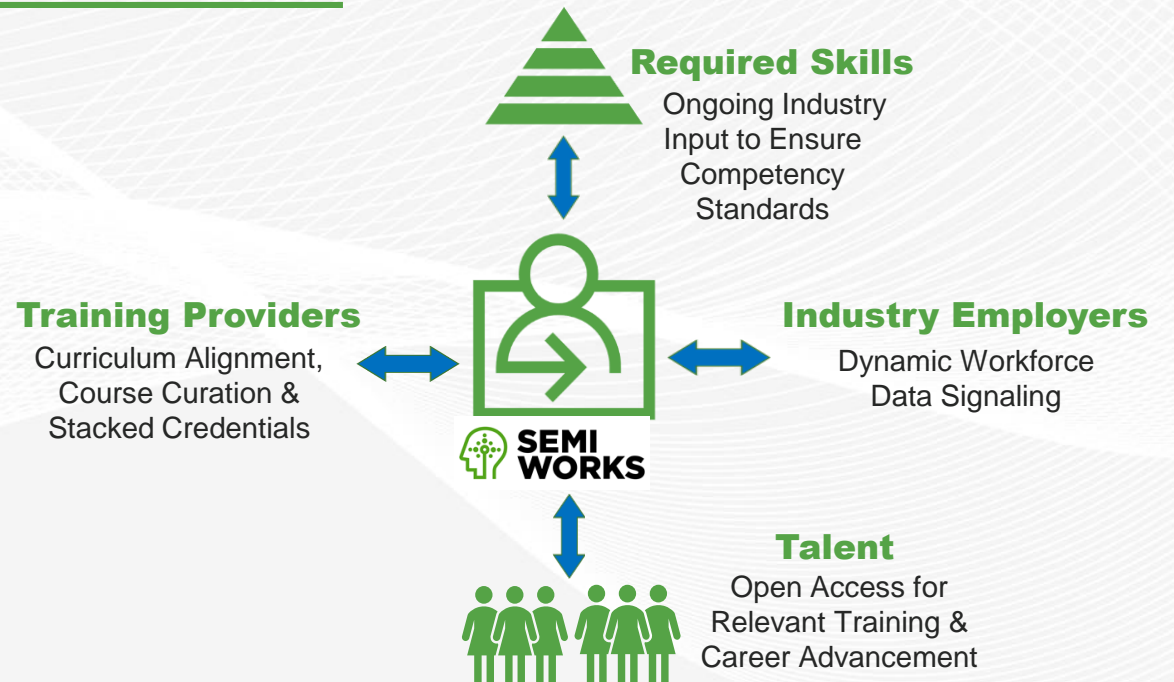 Required Skills
Ongoing Industry
Input to Ensure
Competency
Standards
Training Providers
Curriculum Alignment,
Course Curation &
Stacked Credentials
Industry Employers
Dynamic Workforce
Data Signaling
SEMI
WORKS
Talent
Open Access for
Relevant Training &
Career Advancement